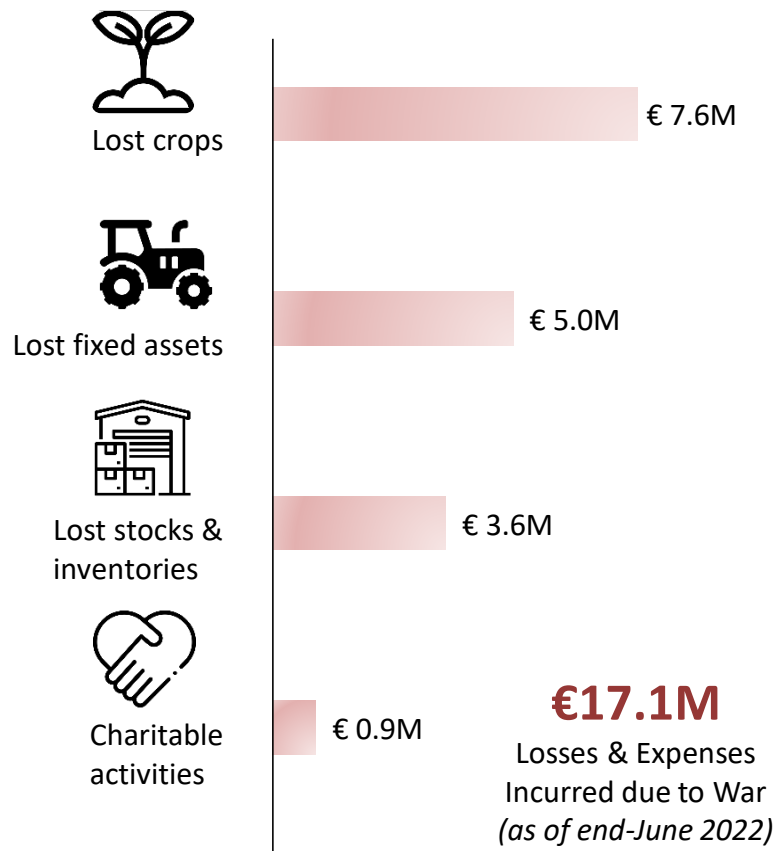 Lost crops
€ 7.6M
Lost fixed assets
€ 5.0M
Lost stocks &
inventories
€ 3.6M
Charitable
activities
€ 0.9M
€17.1M
Losses & Expenses
Incurred due to War
(as of end-June 2022)